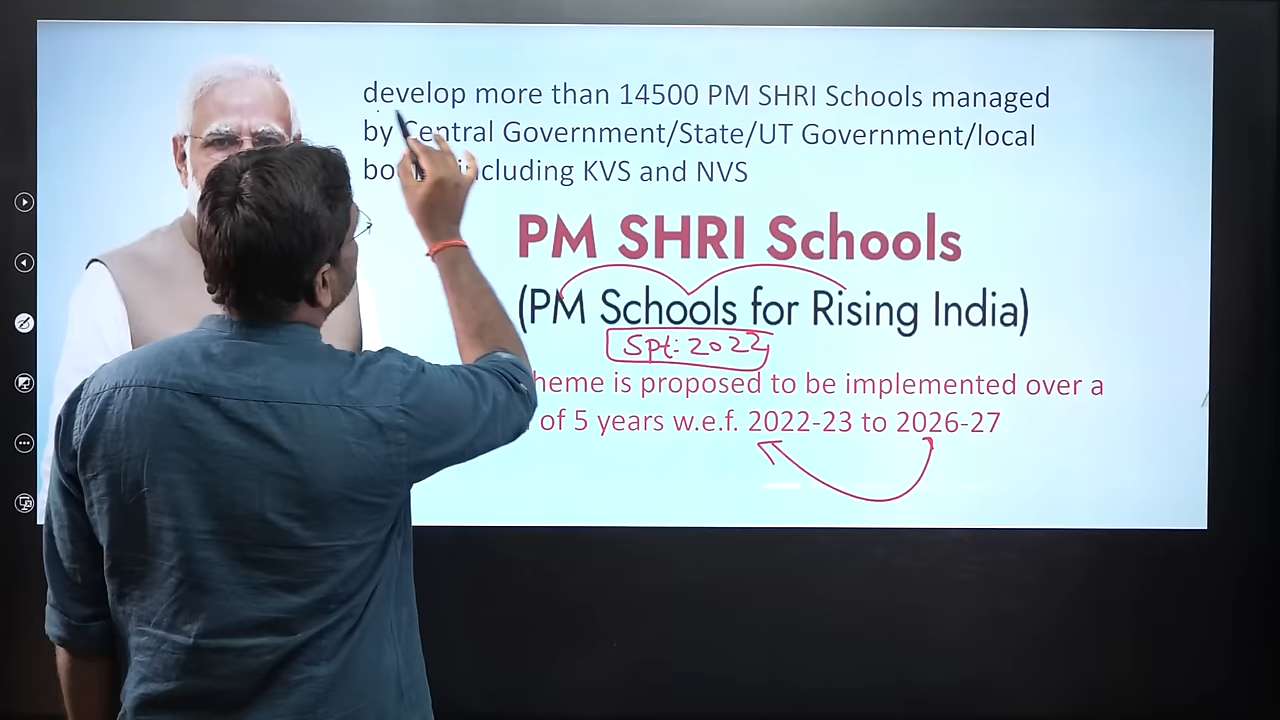 develop more than 14500 PM SHRI Schools managed
by Central Government/State/UT Government/local
including KVS and NVS
PM SHRI Schools
(PM Schools for Rising India)
Spt: 2022
is proposed to be implemented over a
of 5 years w.e.f. 2022-23 to 2026-27